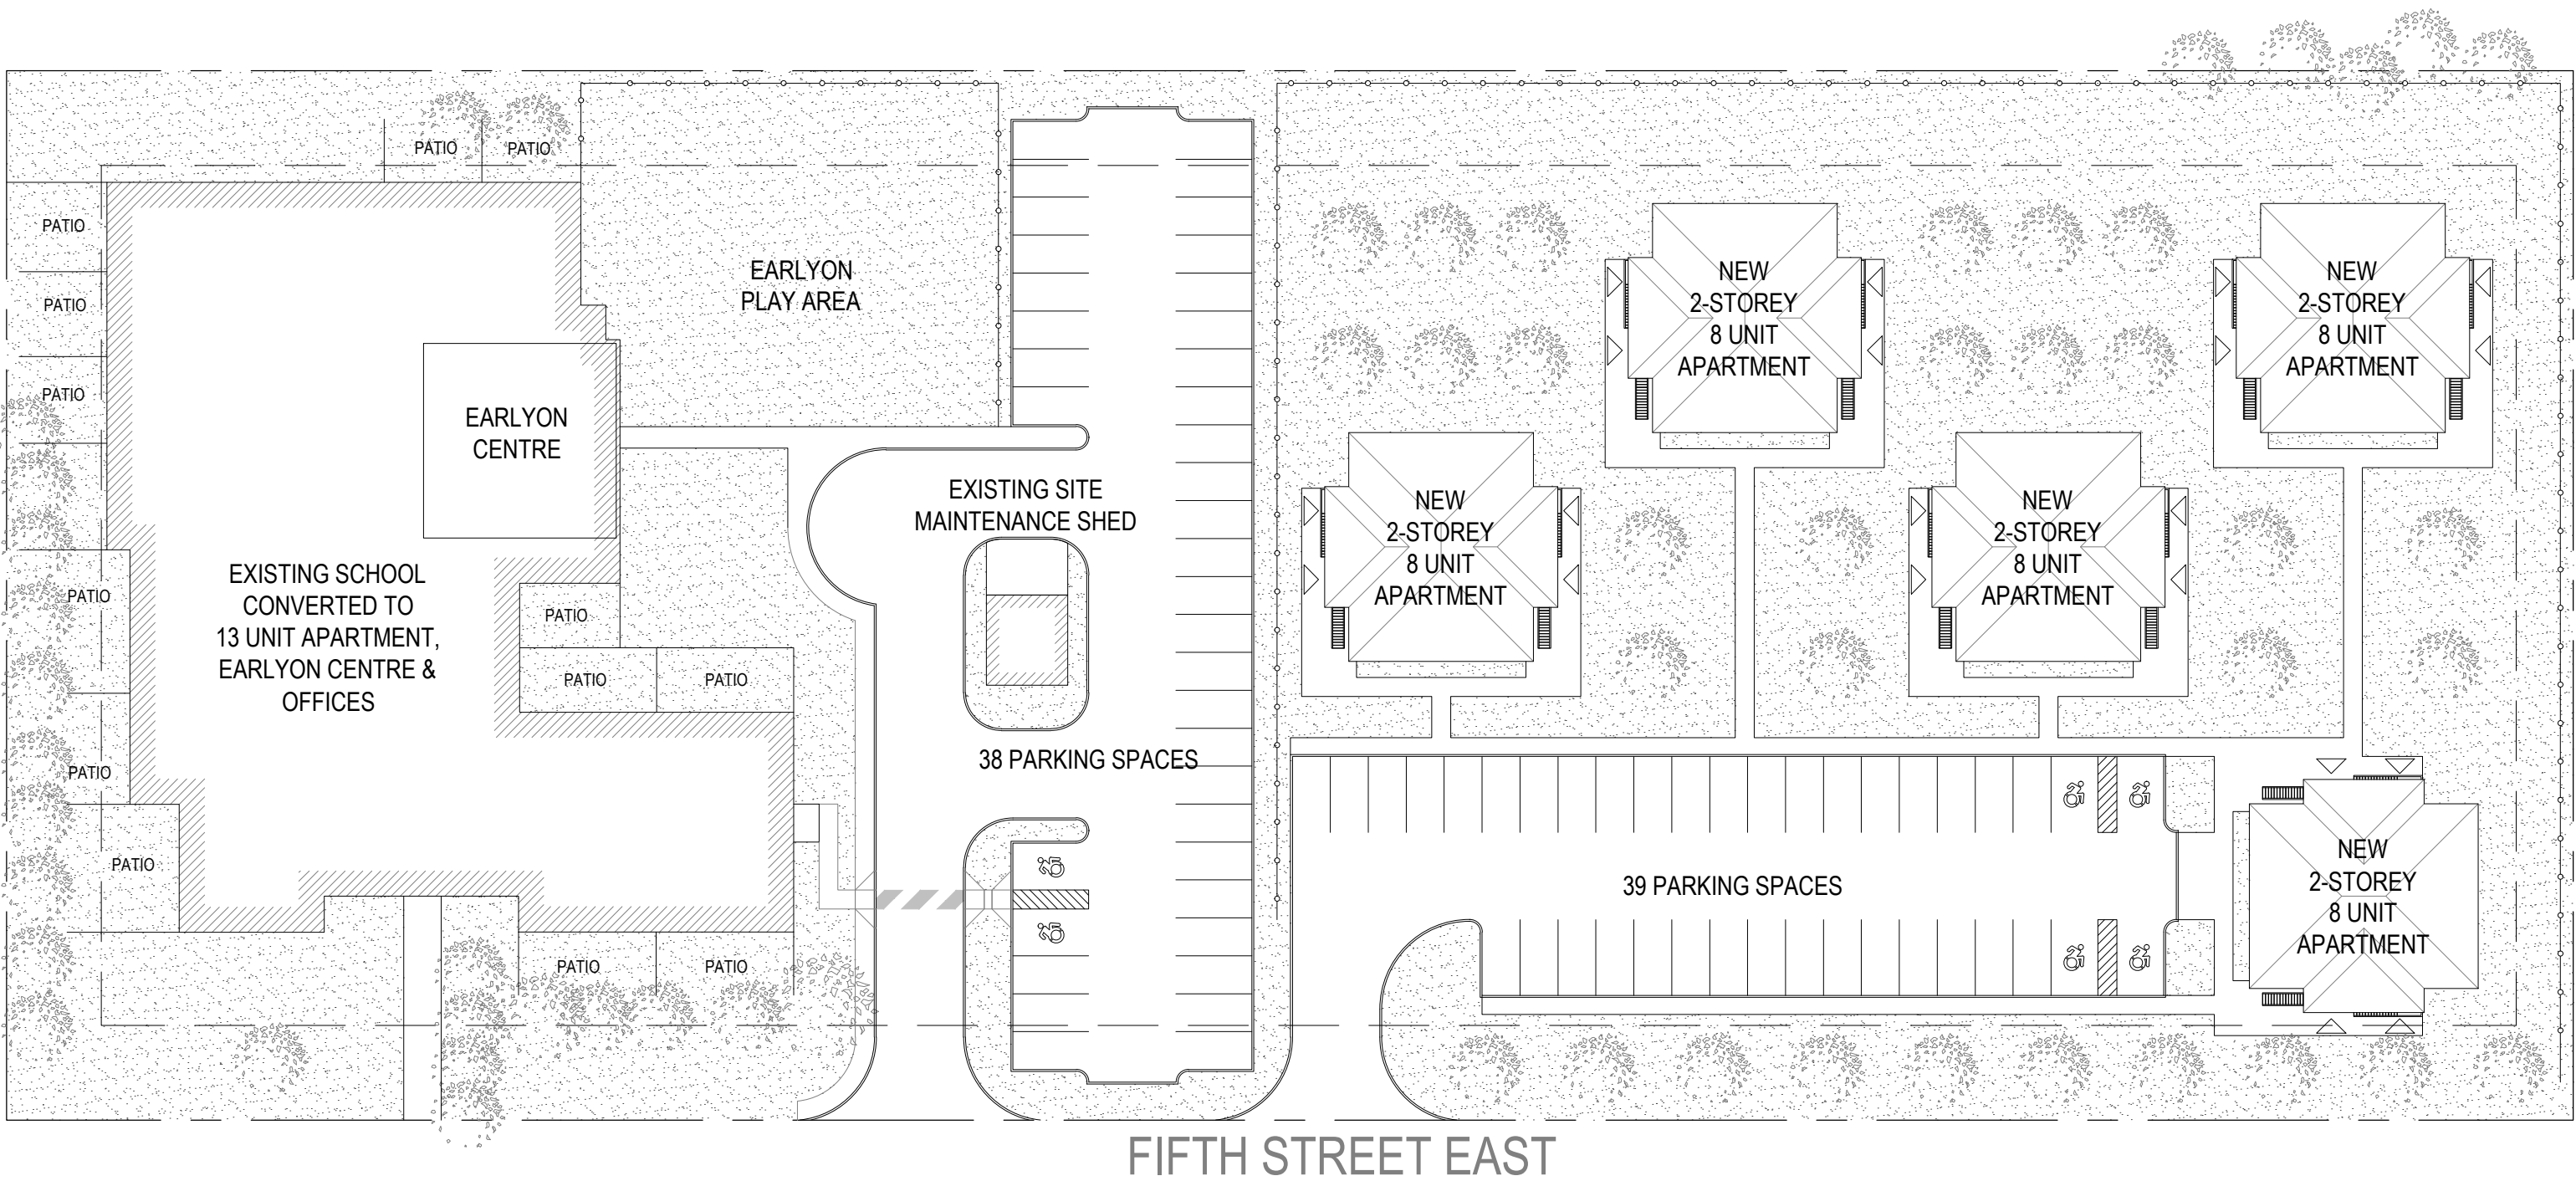 PATIO
PATIO
PATIO
PATIO
PATIO
EARLYON
PLAY AREA
EARLYON
CENTRE
EXISTING SITE
MAINTENANCE SHED
EXISTING SCHOOL
CONVERTED TO
13 UNIT APARTMENT,
EARLYON CENTRE &
OFFICES
PATIO
PATIO
PATIO
PATIO
PATIO
PATIO
PATIO
PATIO
38 PARKING SPACES
NEW
2-STOREY
8 UNIT
APARTMENT
NEW
2-STOREY
8 UNIT
APARTMENT
NEW
2-STOREY
8 UNIT
APARTMENT
NEW
2-STOREY
8 UNIT
APARTMENT
39 PARKING SPACES
NEW
2-STOREY
8 UNIT
APARTMENT
FIFTH STREET EAST